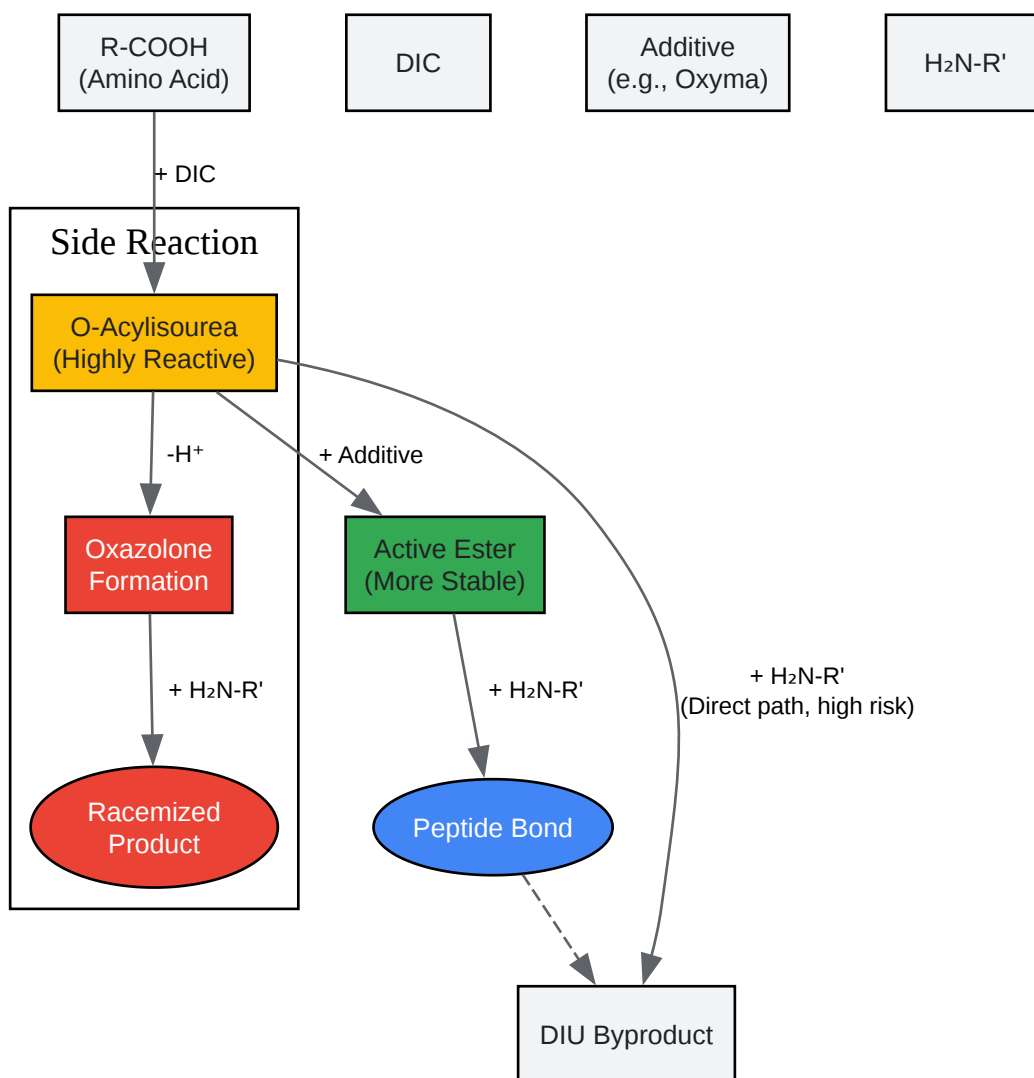 R-COOH
(Amino Acid)
DIC
Additive
(e.g., Oxyma)
H₂N-R'
+ DIC
Side Reaction
O-Acylisourea
(Highly Reactive)
-H⁺
+ Additive
Oxazolone
Formation
Active Ester
(More Stable)
+ H₂N-R'
+ H₂N-R'
+ H₂N-R'
(Direct path, high risk)
Racemized
Product
Peptide Bond
DIU Byproduct